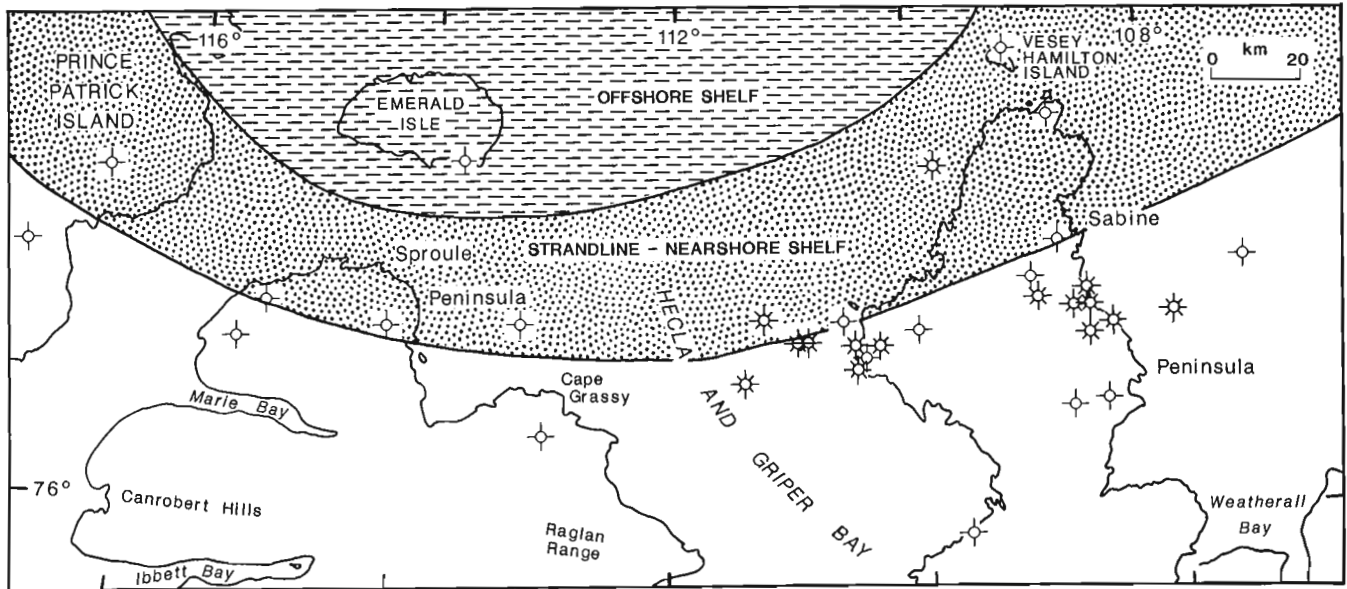 116°
112°
108°
km
0 20
PRINCE
PATRICK
ISLAND
EMERALD
ISLE
OFFSHORE SHELF
VESEY
HAMILTON
ISLAND
Sproule
Peninsula
STRANDLINE - NEARSHORE SHELF
Sabine
Peninsula
HECLA
AND
GRIPER
BAY
Cape
Grassy
Marie Bay
76°
Canrobert Hills
Raglan
Range
Weatherall
Bay
Ibbett Bay